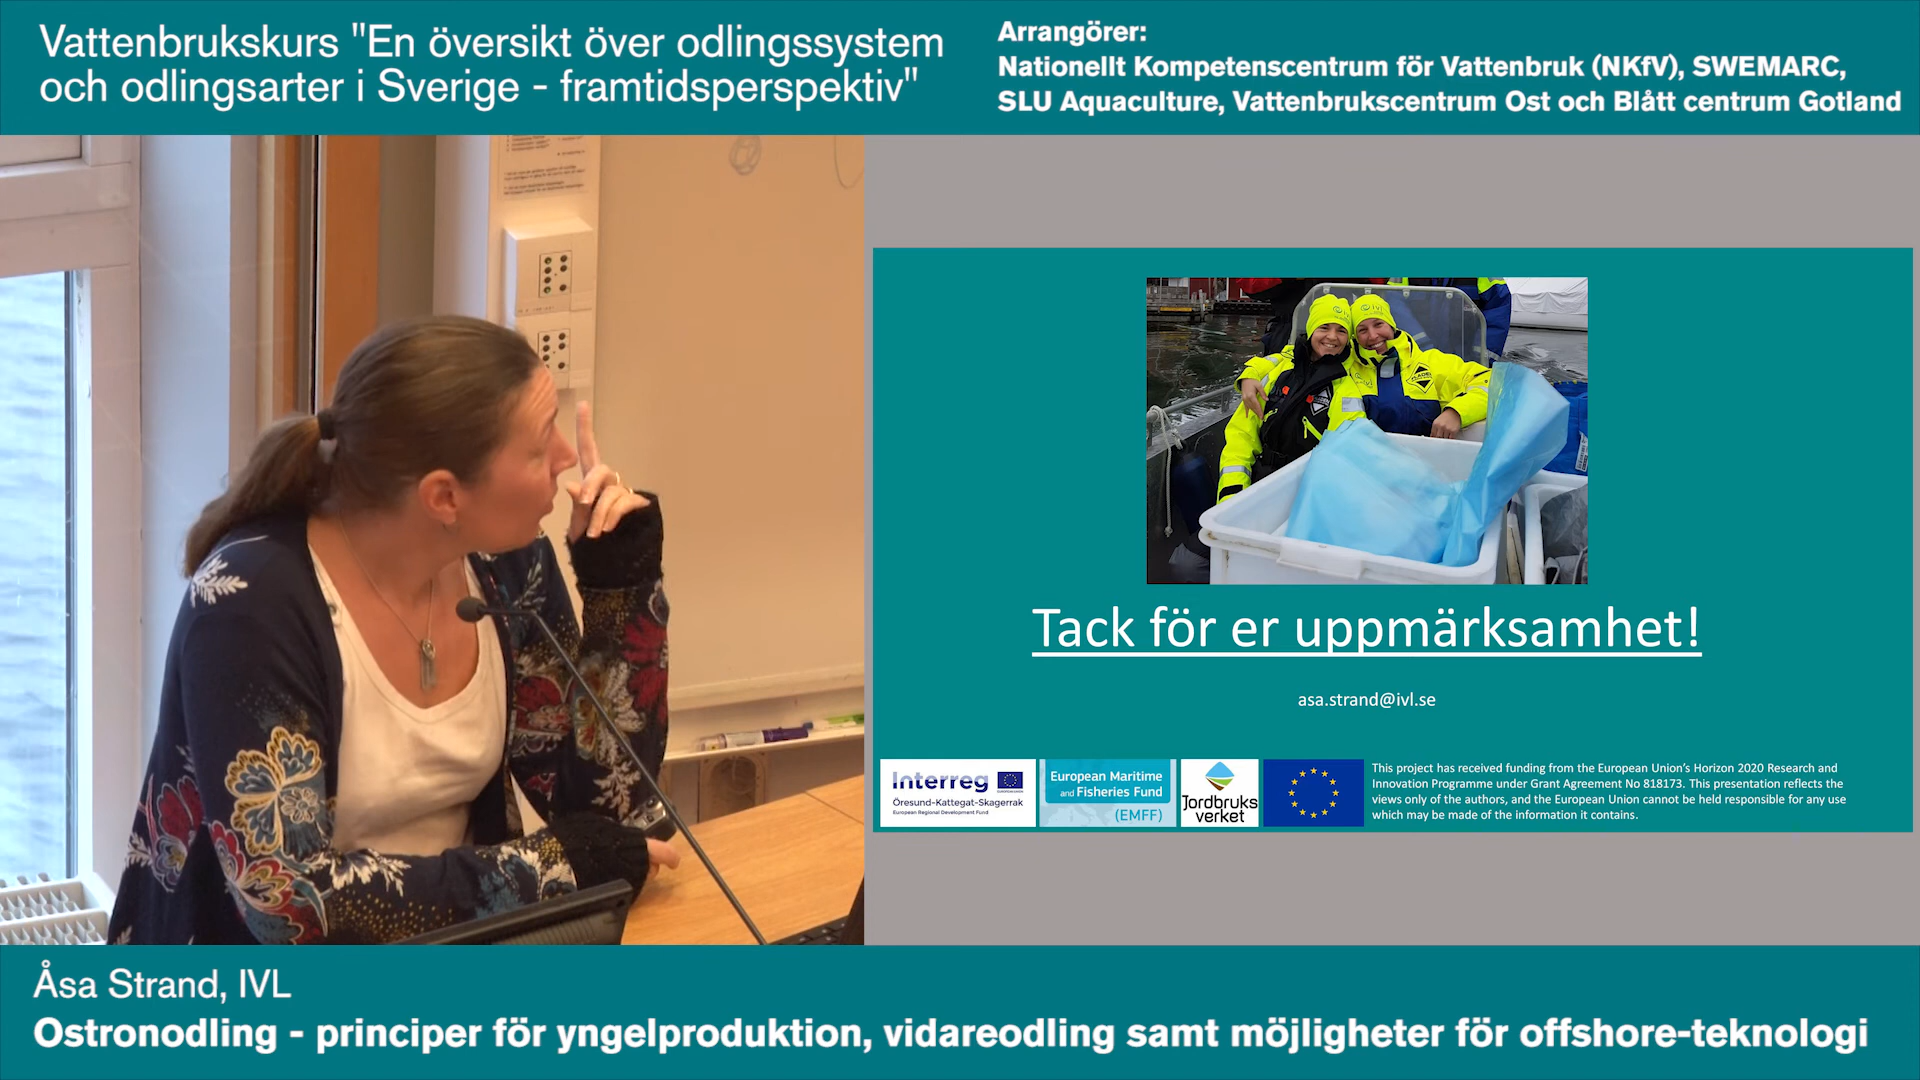 Vattenbrukskurs "En översikt över odlingssystem
och odlingsarter i Sverige - framtidsperspektiv"
Arrangörer:
Nationellt Kompetenscentrum för Vattenbruk (NKfV), SWEMARC,
SLU Aquaculture, Vattenbrukscentrum Ost och Blått centrum Gotland
Tack för er uppmärksamhet!
asa.strand@ivl.se
Interreg
Öresund-Kattegat-Skagerrak
European Regional Development Fund
European Maritime
and Fisheries Fund
(EMFF)
Jordbruks
verket
This project has received funding from the European Union's Horizon 2020 Research and
Innovation Programme under Grant Agreement No 818173. This presentation reflects the
views only of the authors, and the European Union cannot be held responsible for any use
which may be made of the information it contains.
Åsa Strand, IVL
Ostronodling - principer för yngelproduktion, vidareodling samt möjligheter för offshore-teknologi